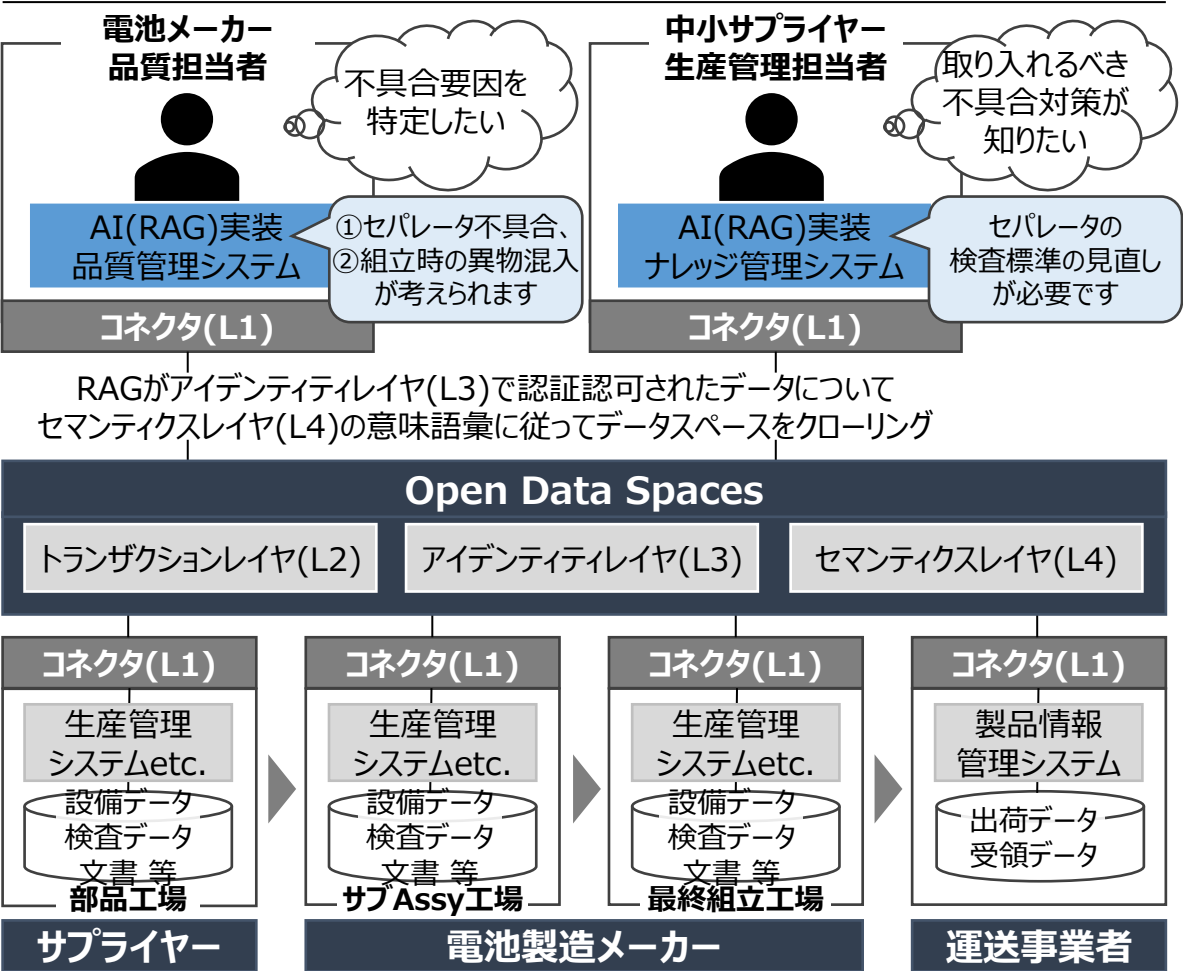 電池メーカー
品質担当者
不具合要因を
特定したい
AI(RAG)実装
品質管理システム
①セパレータ不具合、
②組立時の異物混入
が考えられます
コネクタ(L1)
中小サプライヤー
生産管理担当者
取り入れるべき
不具合対策が
知りたい
AI(RAG)実装
ナレッジ管理システム
セパレータの
検査標準の見直し
が必要です
コネクタ(L1)
RAGがアイデンティティレイヤ(L3)で認証認可されたデータについて
セマンティクスレイヤ(L4)の意味語彙に従ってデータスペースをクローリング
Open Data Spaces
トランザクションレイヤ(L2)
アイデンティティレイヤ(L3)
セマンティクスレイヤ(L4)
コネクタ(L1)
生産管理
システムetc.
設備データ
検査データ
文書 等
部品工場
コネクタ(L1)
生産管理
システムetc.
設備データ
検査データ
文書 等
サブAssy工場
コネクタ(L1)
生産管理
システムetc.
設備データ
検査データ
文書 等
最終組立工場
コネクタ(L1)
製品情報
管理システム
出荷データ
受領データ
サプライヤー
電池製造メーカー
運送事業者